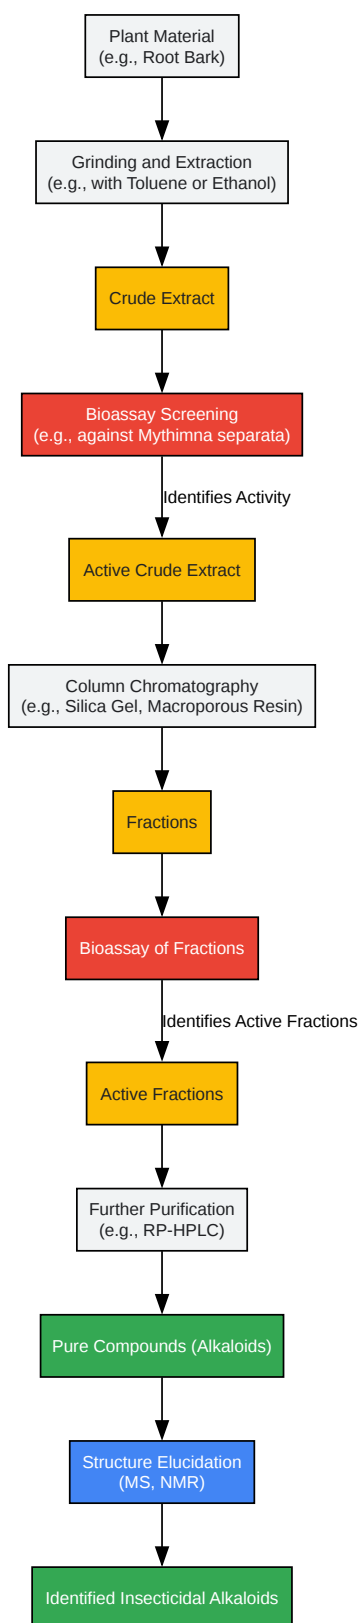 Plant Material
(e.g., Root Bark)
Grinding and Extraction
(e.g., with Toluene or Ethanol)
Crude Extract
Bioassay Screening
(e.g., against Mythimna separata)
Identifies Activity
Active Crude Extract
Column Chromatography
(e.g., Silica Gel, Macroporous Resin)
Fractions
Bioassay of Fractions
Identifies Active Fractions
Active Fractions
Further Purification
(e.g., RP-HPLC)
Pure Compounds (Alkaloids)
Structure Elucidation
(MS, NMR)
Identified Insecticidal Alkaloids